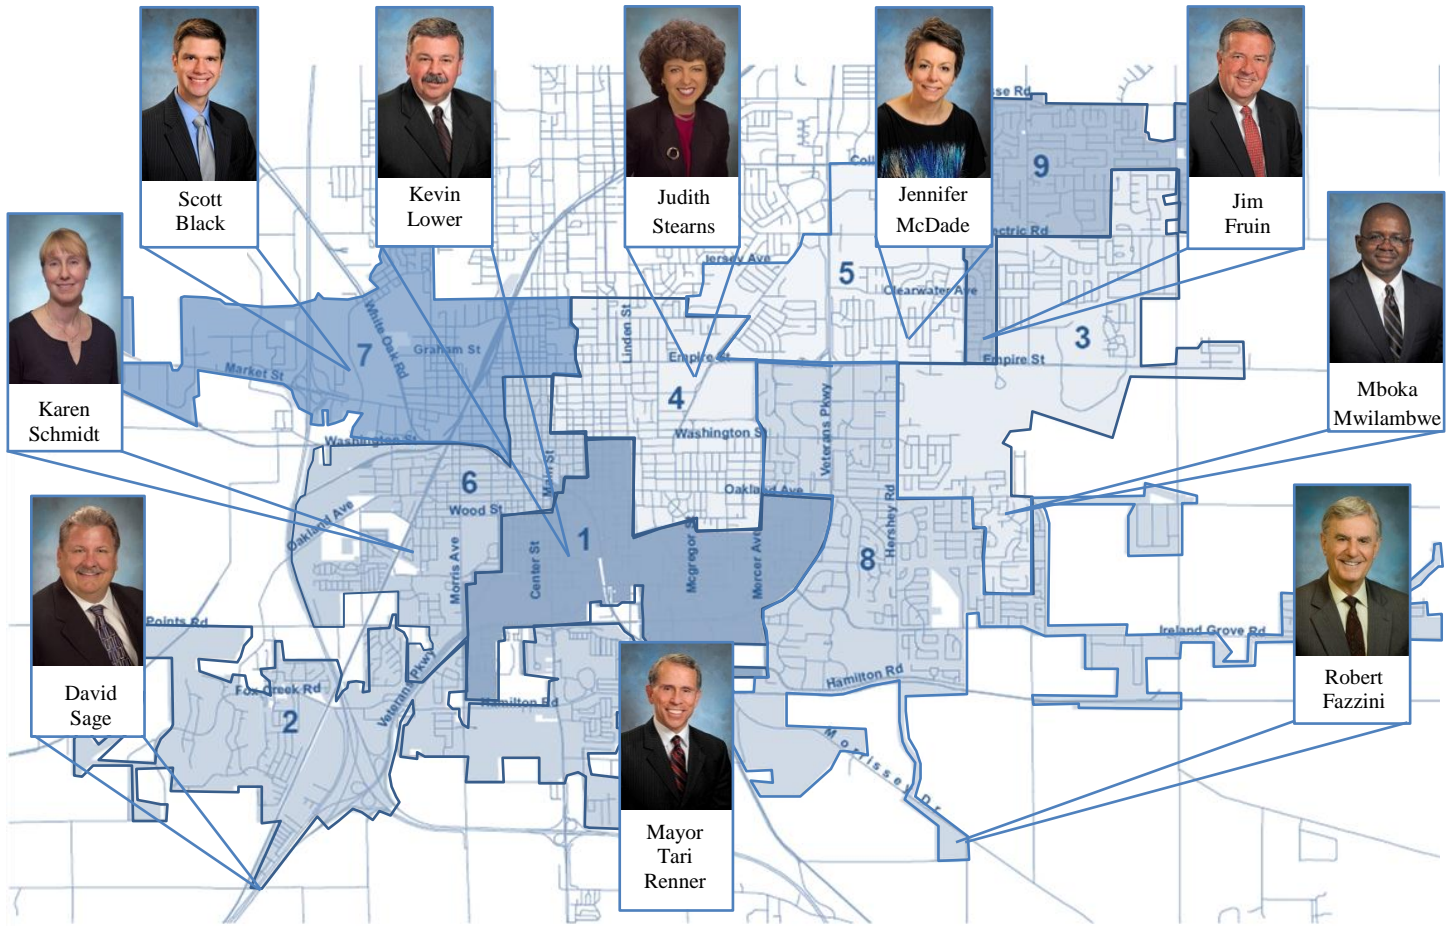 Scott
Black
Kevin
Lower
Judith
Stearns
Jennifer
McDade
Jim
Fruin
Karen
Schmidt
Mboka
Mwilambwe
David
Sage
Robert
Fazzini
Mayor
Tari
Renner
se Rd
Coll
9
ectric Rd
Jersey Ave
5
Clearwater Ave
White Oak Rd
Linden St
7
Graham St
Market St
Empire St
Empire St
3
4
Washington St
Washington St
Veterans Pkwy
6
Main St
Wood St
Oakland Ave
Oakland Ave
Hershey Rd
1
8
Morris Ave
Center St
Mcgregor St
Mercer Ave
Points Rd
Ireland Grove Rd
Fox Creek Rd
Veterans Pkwy
Hamilton Rd
Hamilton Rd
2
Morrissey Dr